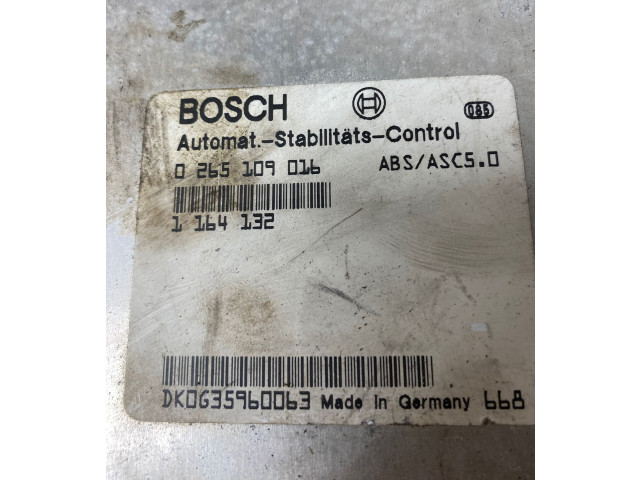 BOSCH 085
Automat.-Stabilitäts-Control
0 265 109 016 ABS/ASC5.0
1 164 132
DK0G35960063 Made in Germany 668